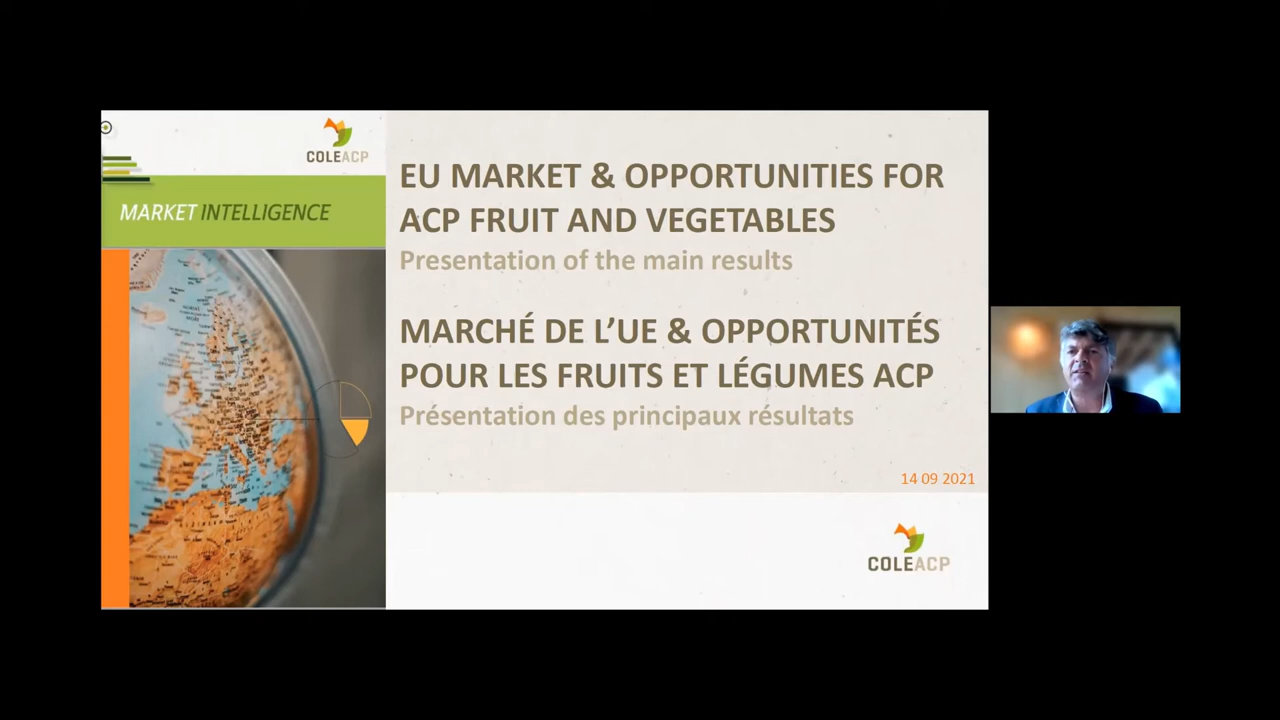 COLEACP
MARKET INTELLIGENCE
EU MARKET & OPPORTUNITIES FOR
ACP FRUIT AND VEGETABLES
Presentation of the main results
MARCHÉ DE L’UE & OPPORTUNITÉS
POUR LES FRUITS ET LÉGUMES ACP
Présentation des principaux résultats
14 09 2021
COLEACP